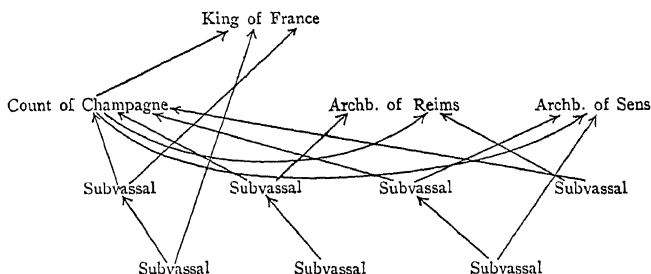 King of France
Count of Champagne Archb. of Reims Archb. of Sens
Subvassal Subvassal Subvassal Subvassal
Subvassal Subvassal Subvassal